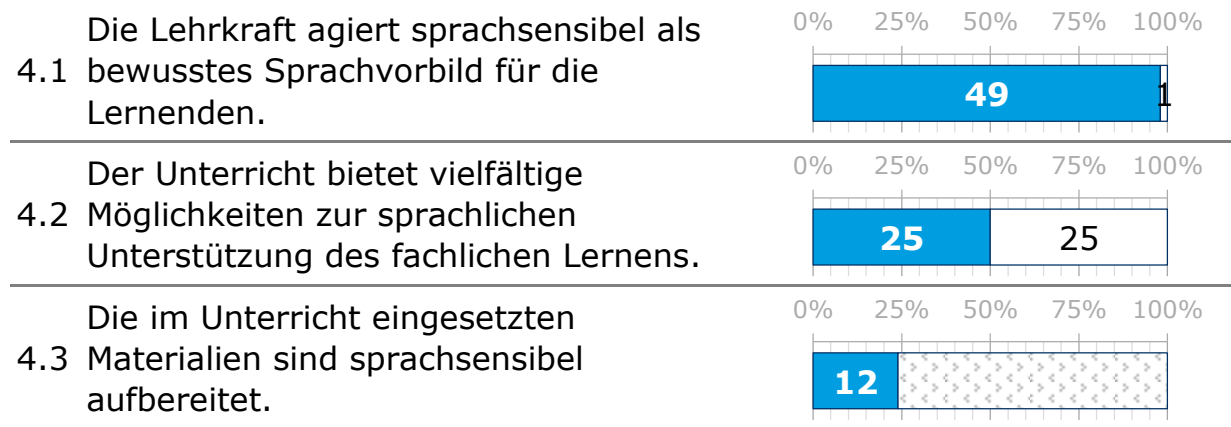 0% 25% 50% 75% 100%
Die Lehrkraft agiert sprachsensibel als
4.1 bewusstes Sprachvorbild für die
Lernenden.
49 1
0% 25% 50% 75% 100%
Der Unterricht bietet vielfältige
4.2 Möglichkeiten zur sprachlichen
Unterstützung des fachlichen Lernens.
25 25
0% 25% 50% 75% 100%
Die im Unterricht eingesetzten
4.3 Materialien sind sprachsensibel
aufbereitet.
12